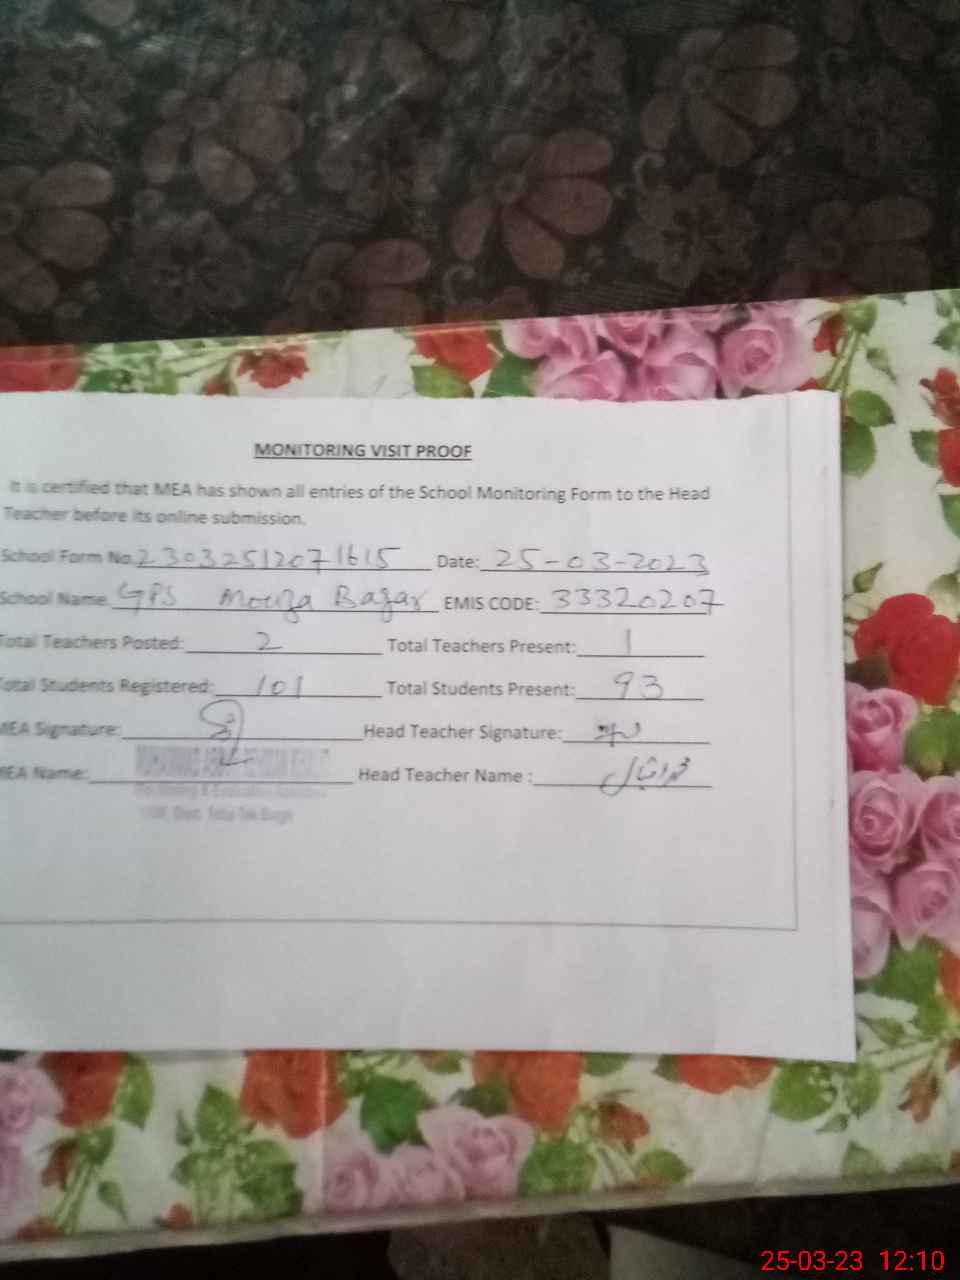 MONITORING VISIT PROOF
It is certified that MEA has shown all entries of the School Monitoring Form to the Head
Teacher before its online submission.
School Form No. 23032512071615 Date: 25-03-2023
School Name GPS Mouza Bagar EMIS CODE: 33320207
Total Teachers Posted: 2 Total Teachers Present: 1
Total Students Registered: 101 Total Students Present: 93
MEA Signature: Head Teacher Signature:
MEA Name: Head Teacher Name :
25-03-23 12:10